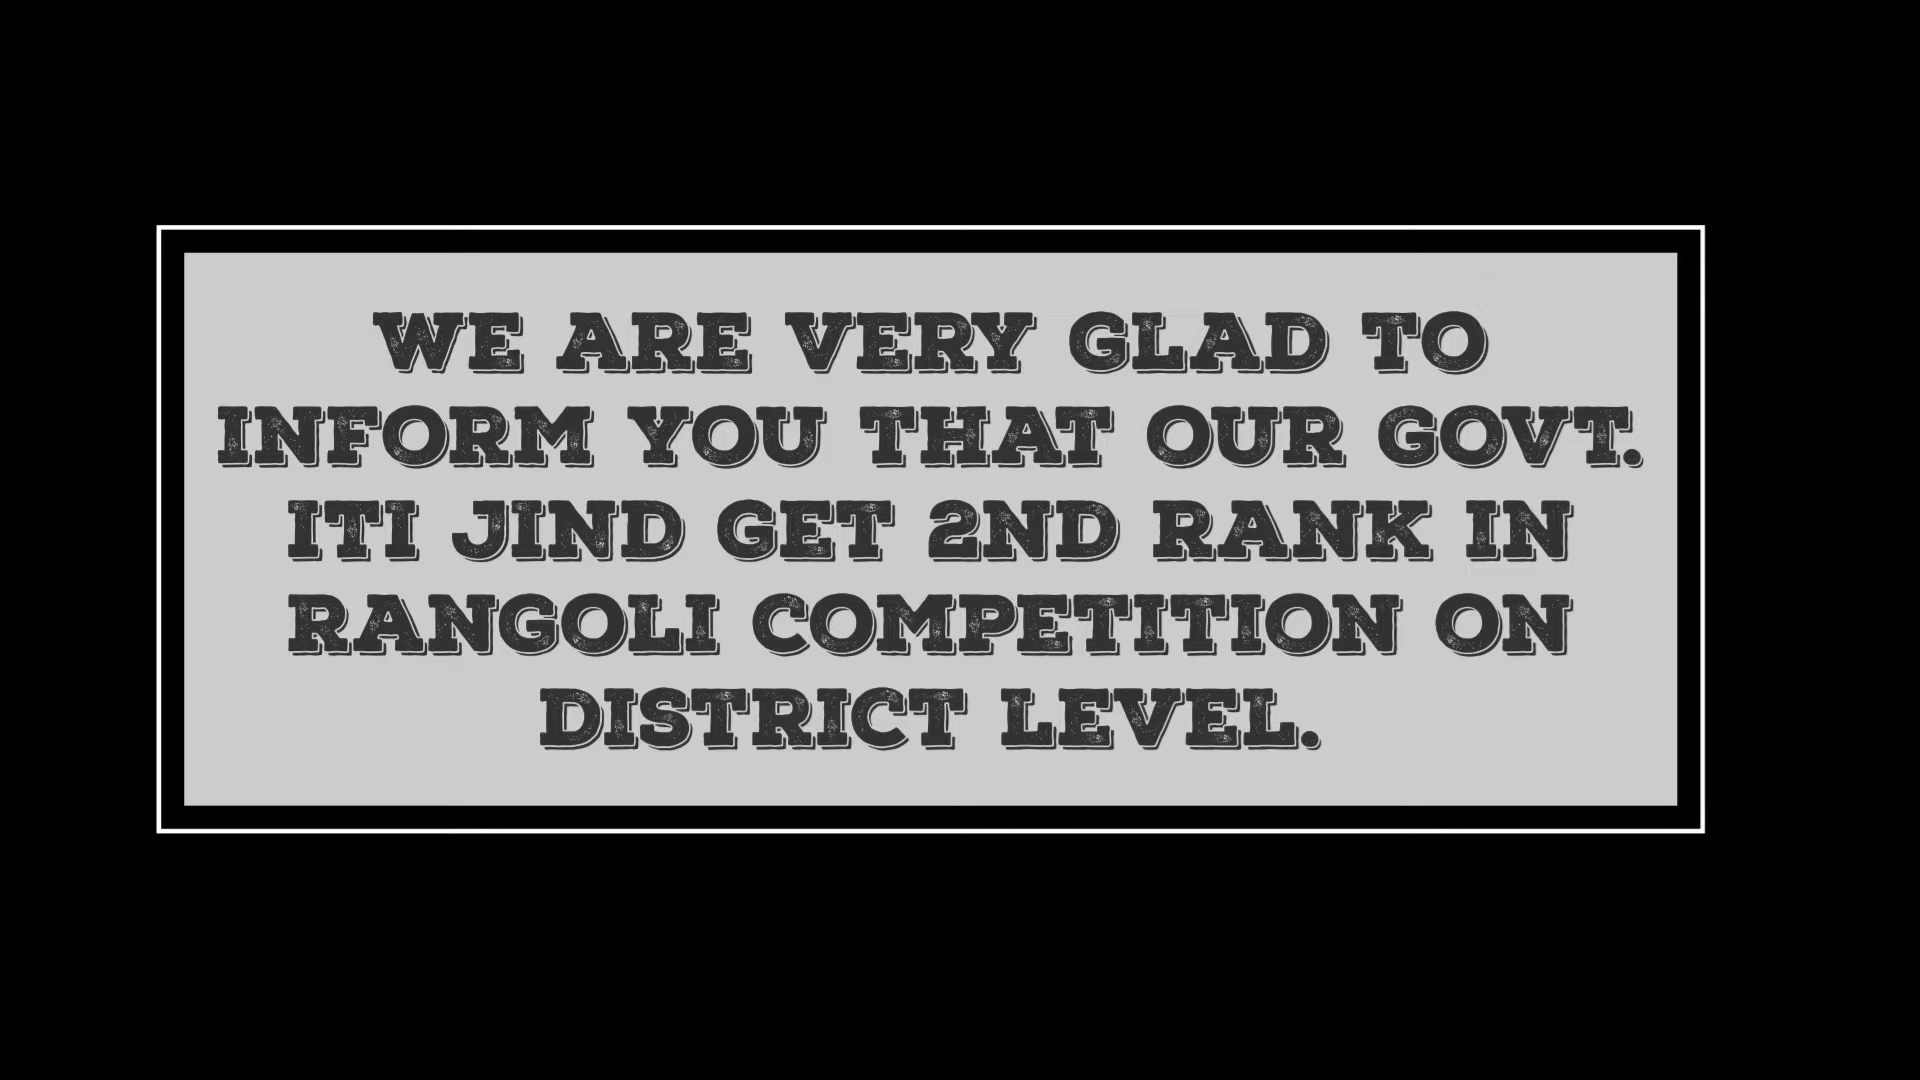 WE ARE VERY GLAD TO
INFORM YOU THAT OUR GOVT.
ITI JIND GET 2ND RANK IN
RANGOLI COMPETITION ON
DISTRICT LEVEL.